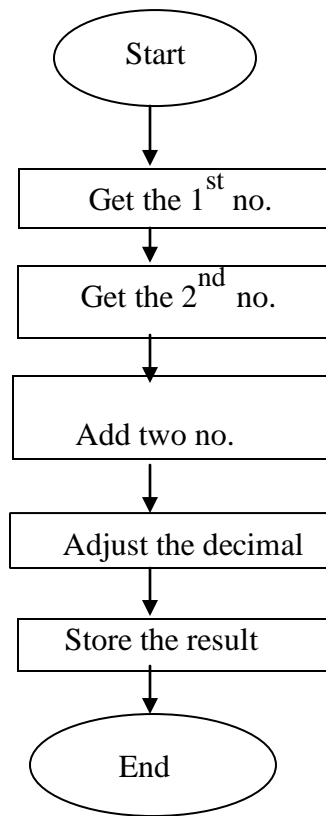 Start
Get the 1st no.
Get the 2nd no.
Add two no.
Adjust the decimal
Store the result
End